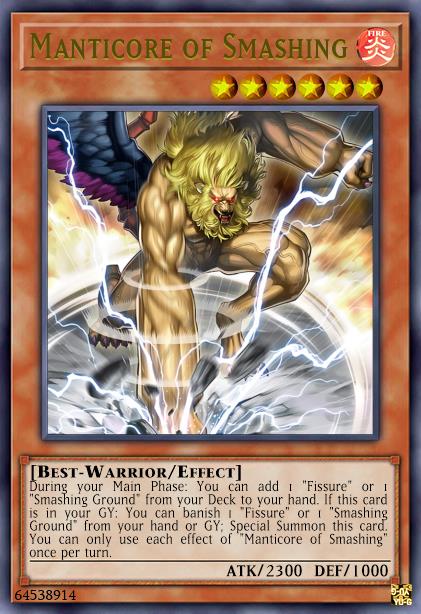 Manticore of Smashing
FIRE
炎
[Best-Warrior/Effect]
During your Main Phase: You can add 1 "Fissure" or 1
"Smashing Ground" from your Deck to your hand. If this card
is in your GY: You can banish 1 "Fissure" or 1 "Smashing
Ground" from your hand or GY; Special Summon this card.
You can only use each effect of "Manticore of Smashing"
once per turn.
ATK/2300 DEF/1000
64538914